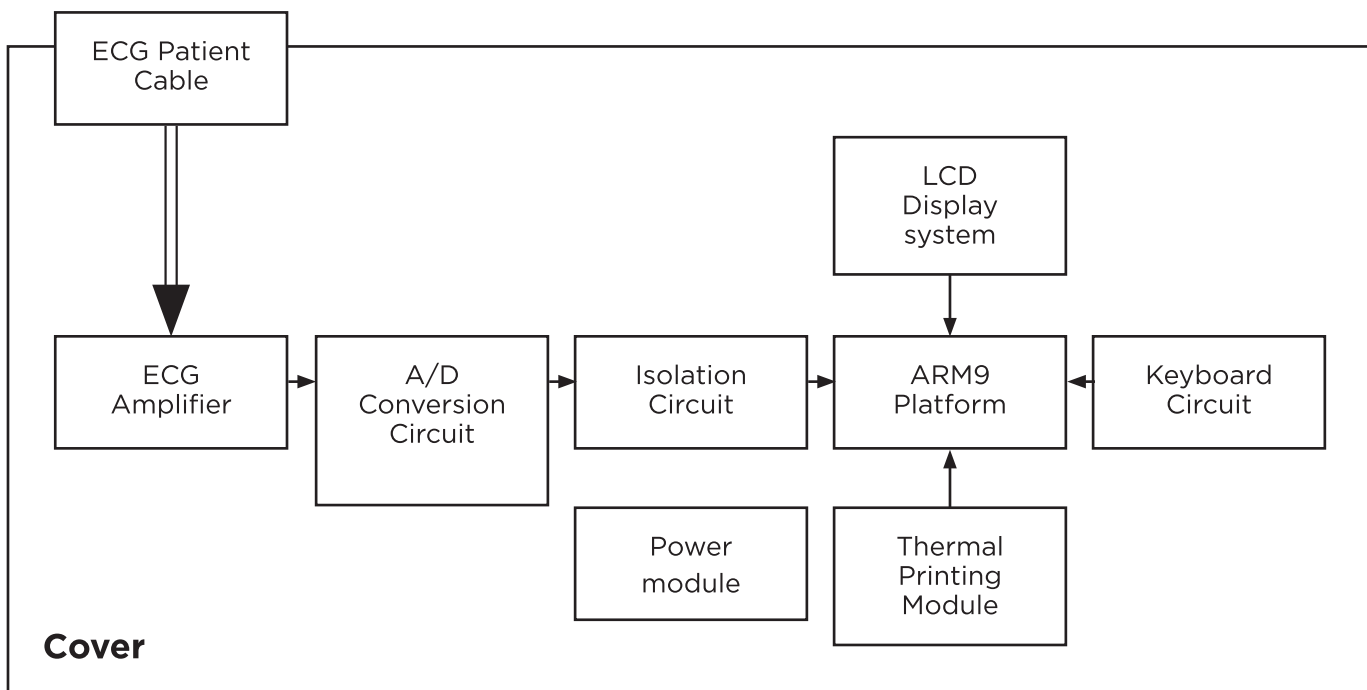 ECG Patient
Cable
LCD
Display
system
ECG
Amplifier
A/D
Conversion
Circuit
Isolation
Circuit
ARM9
Platform
Keyboard
Circuit
Power
module
Thermal
Printing
Module
Cover